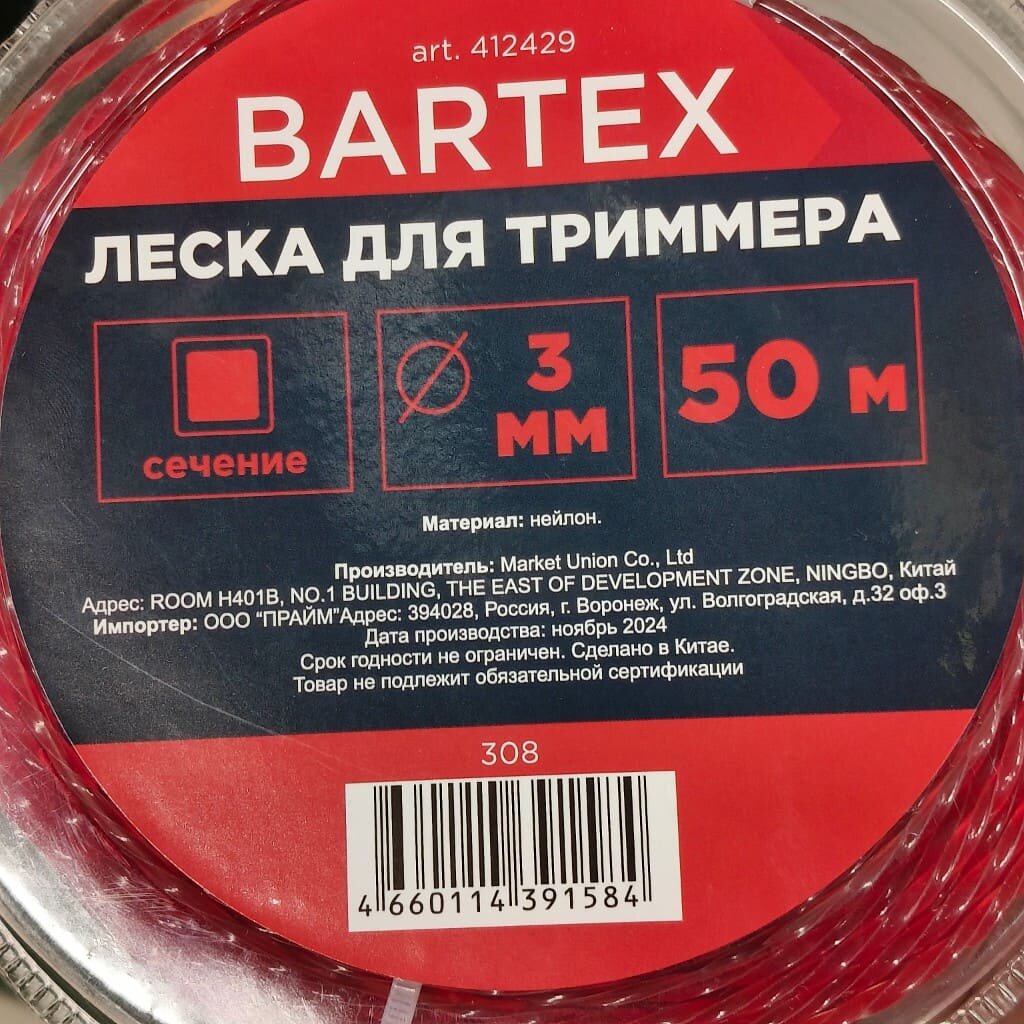 art. 412429
BARTEX
ЛЕСКА ДЛЯ ТРИММЕРА
сечение
3 мм
50 м
Материал: нейлон.
Производитель: Market Union Co., Ltd
Адрес: ROOM H401B, NO.1 BUILDING, THE EAST OF DEVELOPMENT ZONE, NINGBO, Китай
Импортер: ООО "ПРАЙМ"Адрес: 394028, Россия, г. Воронеж, ул. Волгоградская, д.32 оф.3
Дата производства: ноябрь 2024
Срок годности не ограничен. Сделано в Китае.
Товар не подлежит обязательной сертификации
308
4 660114 391584